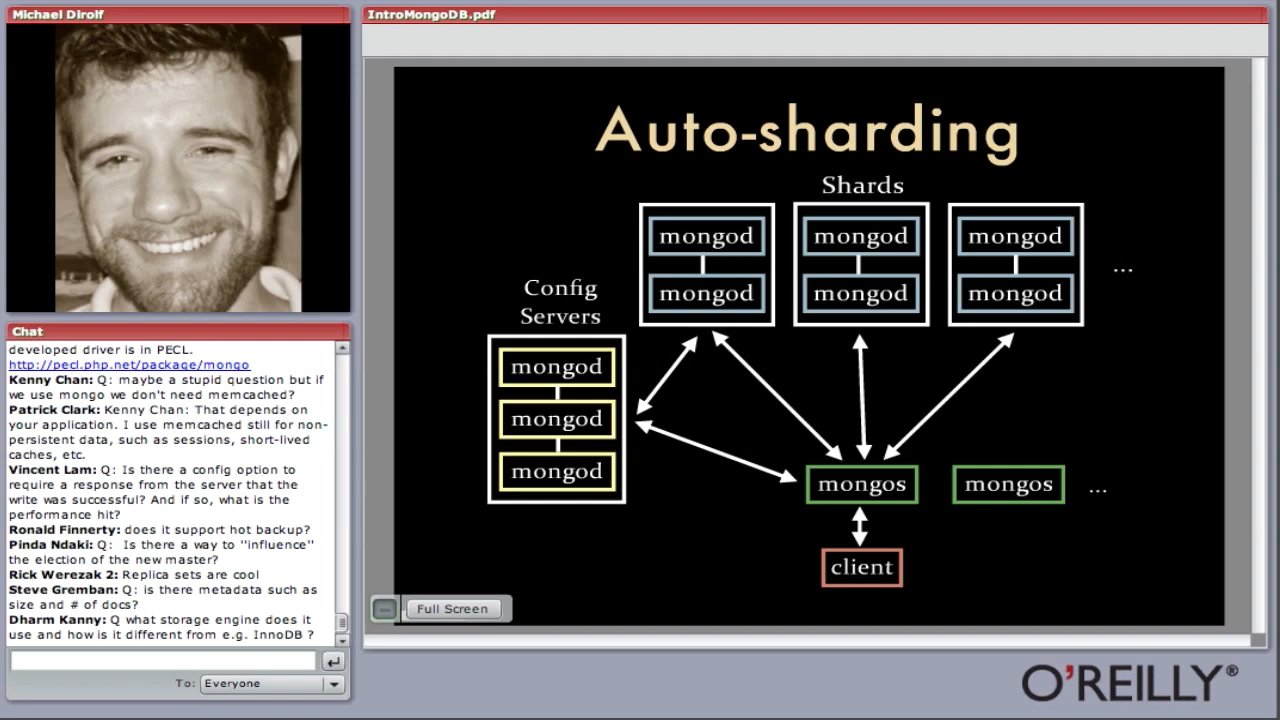 Michael Dirolf
Chat
developed driver is in PECL.
http://pecl.php.net/package/mongo
Kenny Chan: Q: maybe a stupid question but if
we use mongo we don't need memcached?
Patrick Clark: Kenny Chan: That depends on
your application. I use memcached still for non-
persistent data, such as sessions, short-lived
caches, etc.
Vincent Lam: Q: Is there a config option to
require a response from the server that the
write was successful? And if so, what is the
performance hit?
Ronald Finnerty: does it support hot backup?
Pinda Ndaki: Q:  Is there a way to "influence"
the election of the new master?
Rick Werezak 2: Replica sets are cool
Steve Gremban: Q: is there metadata such as
size and # of docs?
Dharm Kanny: Q what storage engine does it
use and how is it different from e.g. InnoDB ?
To: Everyone
IntroMongoDB.pdf
Auto-sharding
Shards
mongod mongod mongod
mongod mongod mongod
...
Config
Servers
mongod
mongod
mongod
mongos mongos ...
client
Full Screen
O'REILLY®